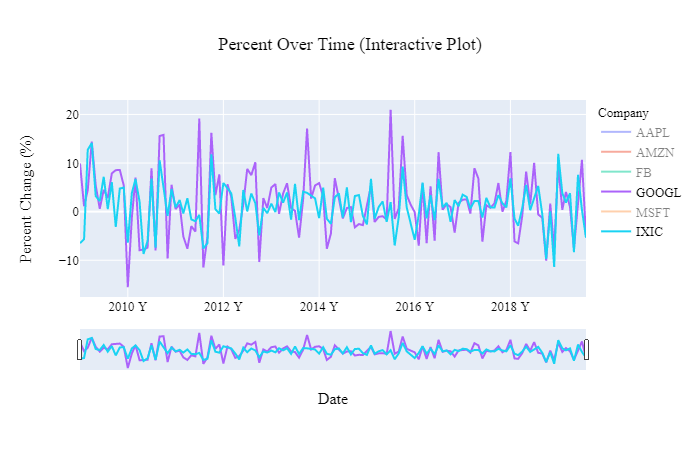 Percent Over Time (Interactive Plot)
Company
AAPL
AMZN
FB
GOOGL
MSFT
IXIC
Percent Change (%)
20
10
0
−10
2010 Y 2012 Y 2014 Y 2016 Y 2018 Y
Date